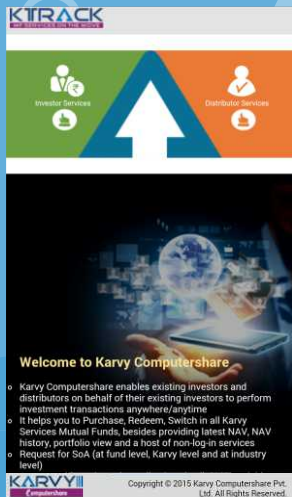 KTRACK
MF SERVICES ON THE MOVE
Investor Services
Distributor Services
Welcome to Karvy Computershare
Karvy Computershare enables existing investors and
distributors on behalf of their existing investors to perform
investment transactions anywhere/anytime
It helps you to Purchase, Redeem, Switch in all Karvy
Services Mutual Funds, besides providing latest NAV, NAV
history, portfolio view and a host of non-log-in services
Request for SoA (at fund level, Karvy level and at industry
level)
KARVY
Computershare
Copyright © 2015 Karvy Computershare Pvt.
Ltd. All Rights Reserved.